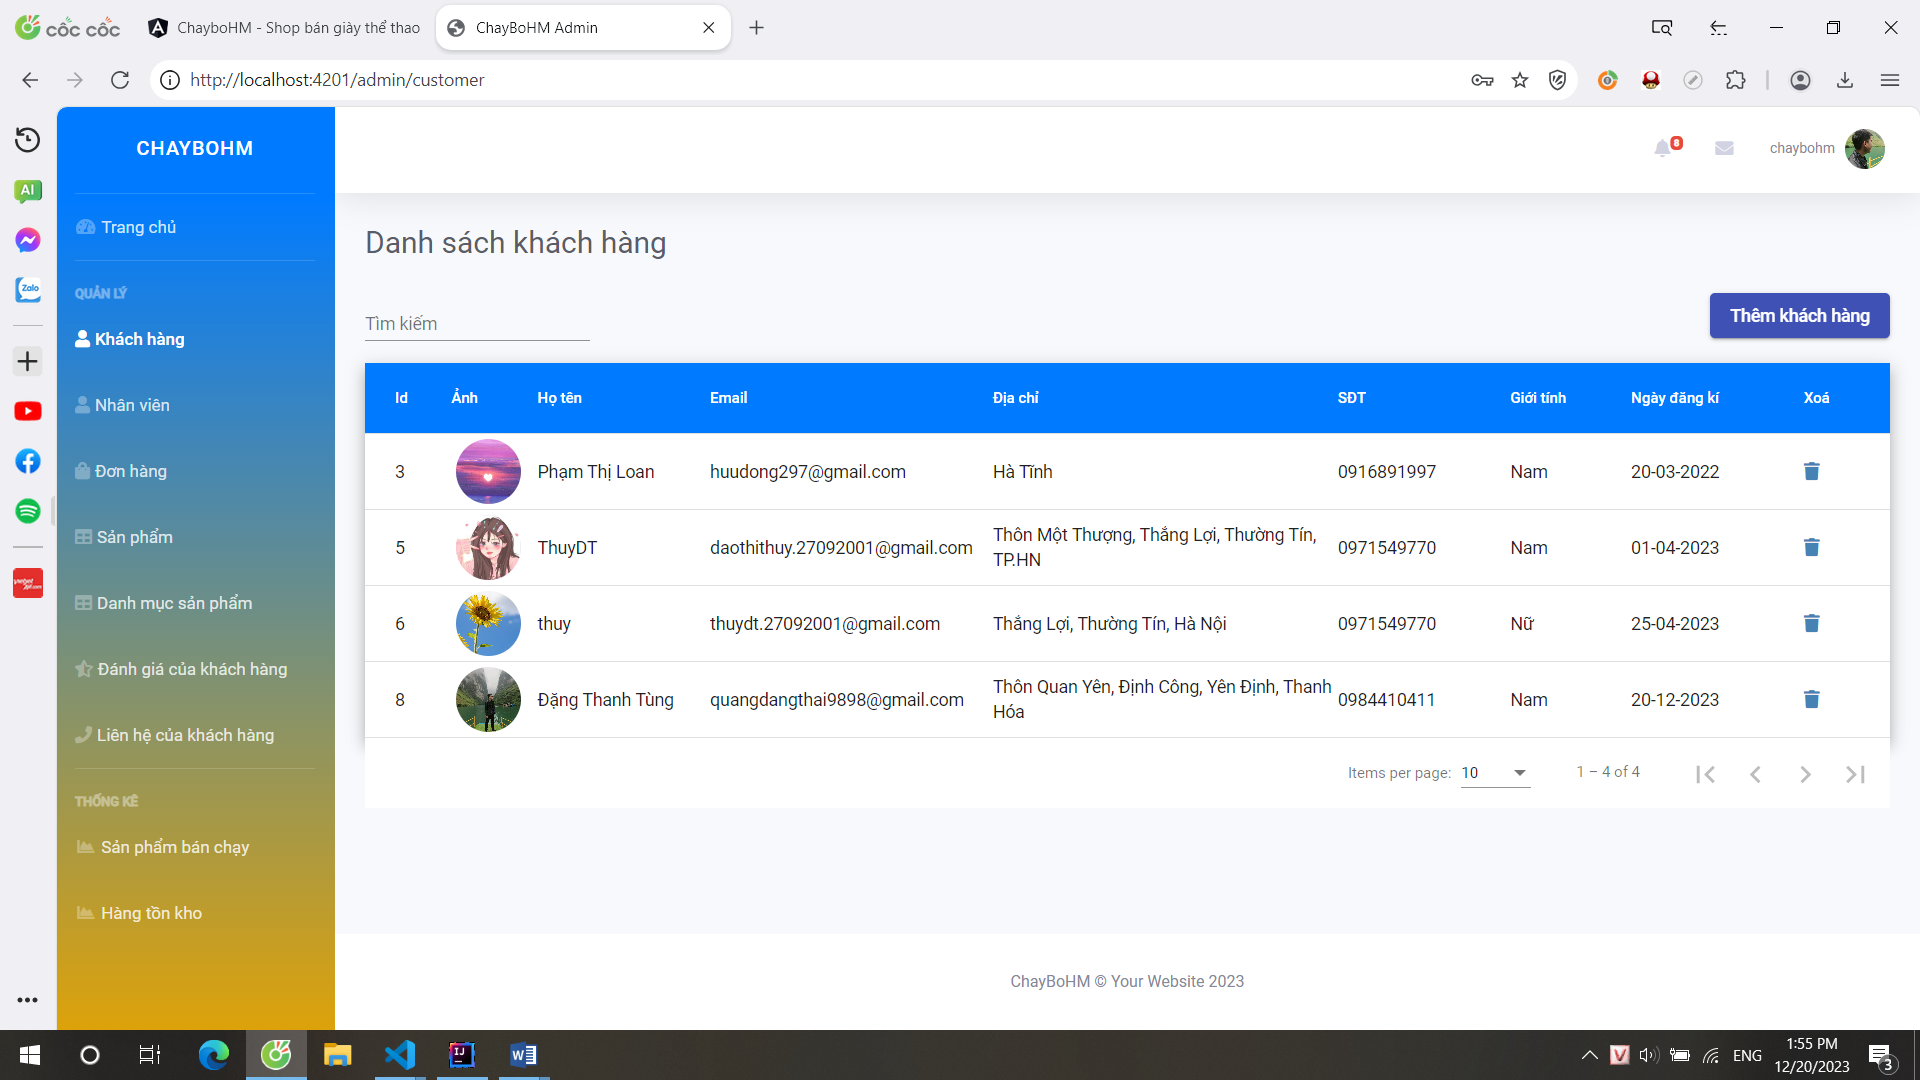 cốc cốc
ChayboHM - Shop bán giày thể thao
ChayBoHM Admin
http://localhost:4201/admin/customer
AI
Zalo
CHAYBOHM
Trang chủ
QUẢN LÝ
Khách hàng
Nhân viên
Đơn hàng
Sản phẩm
Danh mục sản phẩm
Đánh giá của khách hàng
Liên hệ của khách hàng
THỐNG KÊ
Sản phẩm bán chạy
Hàng tồn kho
8
chaybohm
Danh sách khách hàng
Tìm kiếm
Thêm khách hàng
Id Ảnh Họ tên Email Địa chỉ SĐT Giới tính Ngày đăng kí Xoá
3 Phạm Thị Loan huudong297@gmail.com Hà Tĩnh 0916891997 Nam 20-03-2022
5 ThuyDT daothithuy.27092001@gmail.com Thôn Một Thượng, Thắng Lợi, Thường Tín, TP.HN 0971549770 Nam 01-04-2023
6 thuy thuydt.27092001@gmail.com Thắng Lợi, Thường Tín, Hà Nội 0971549770 Nữ 25-04-2023
8 Đặng Thanh Tùng quangdangthai9898@gmail.com Thôn Quan Yên, Định Công, Yên Định, Thanh Hóa 0984410411 Nam 20-12-2023
Items per page: 10 1 – 4 of 4
ChayBoHM © Your Website 2023
ENG
1:55 PM
12/20/2023
3